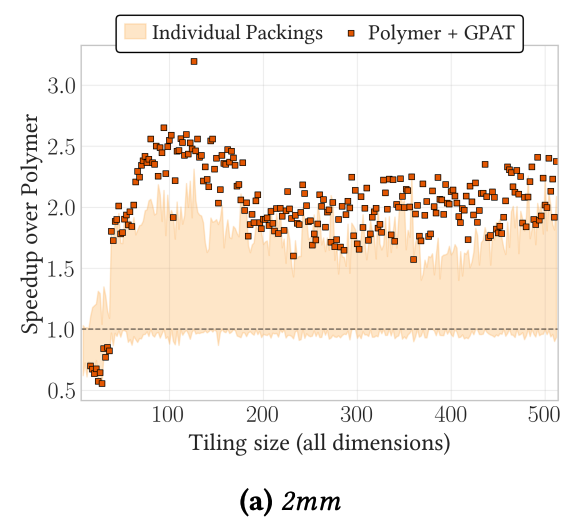 Individual Packings Polymer + GPAT
Speedup over Polymer
3.0
2.5
2.0
1.5
1.0
0.5
100 200 300 400 500
Tiling size (all dimensions)
(a) 2mm